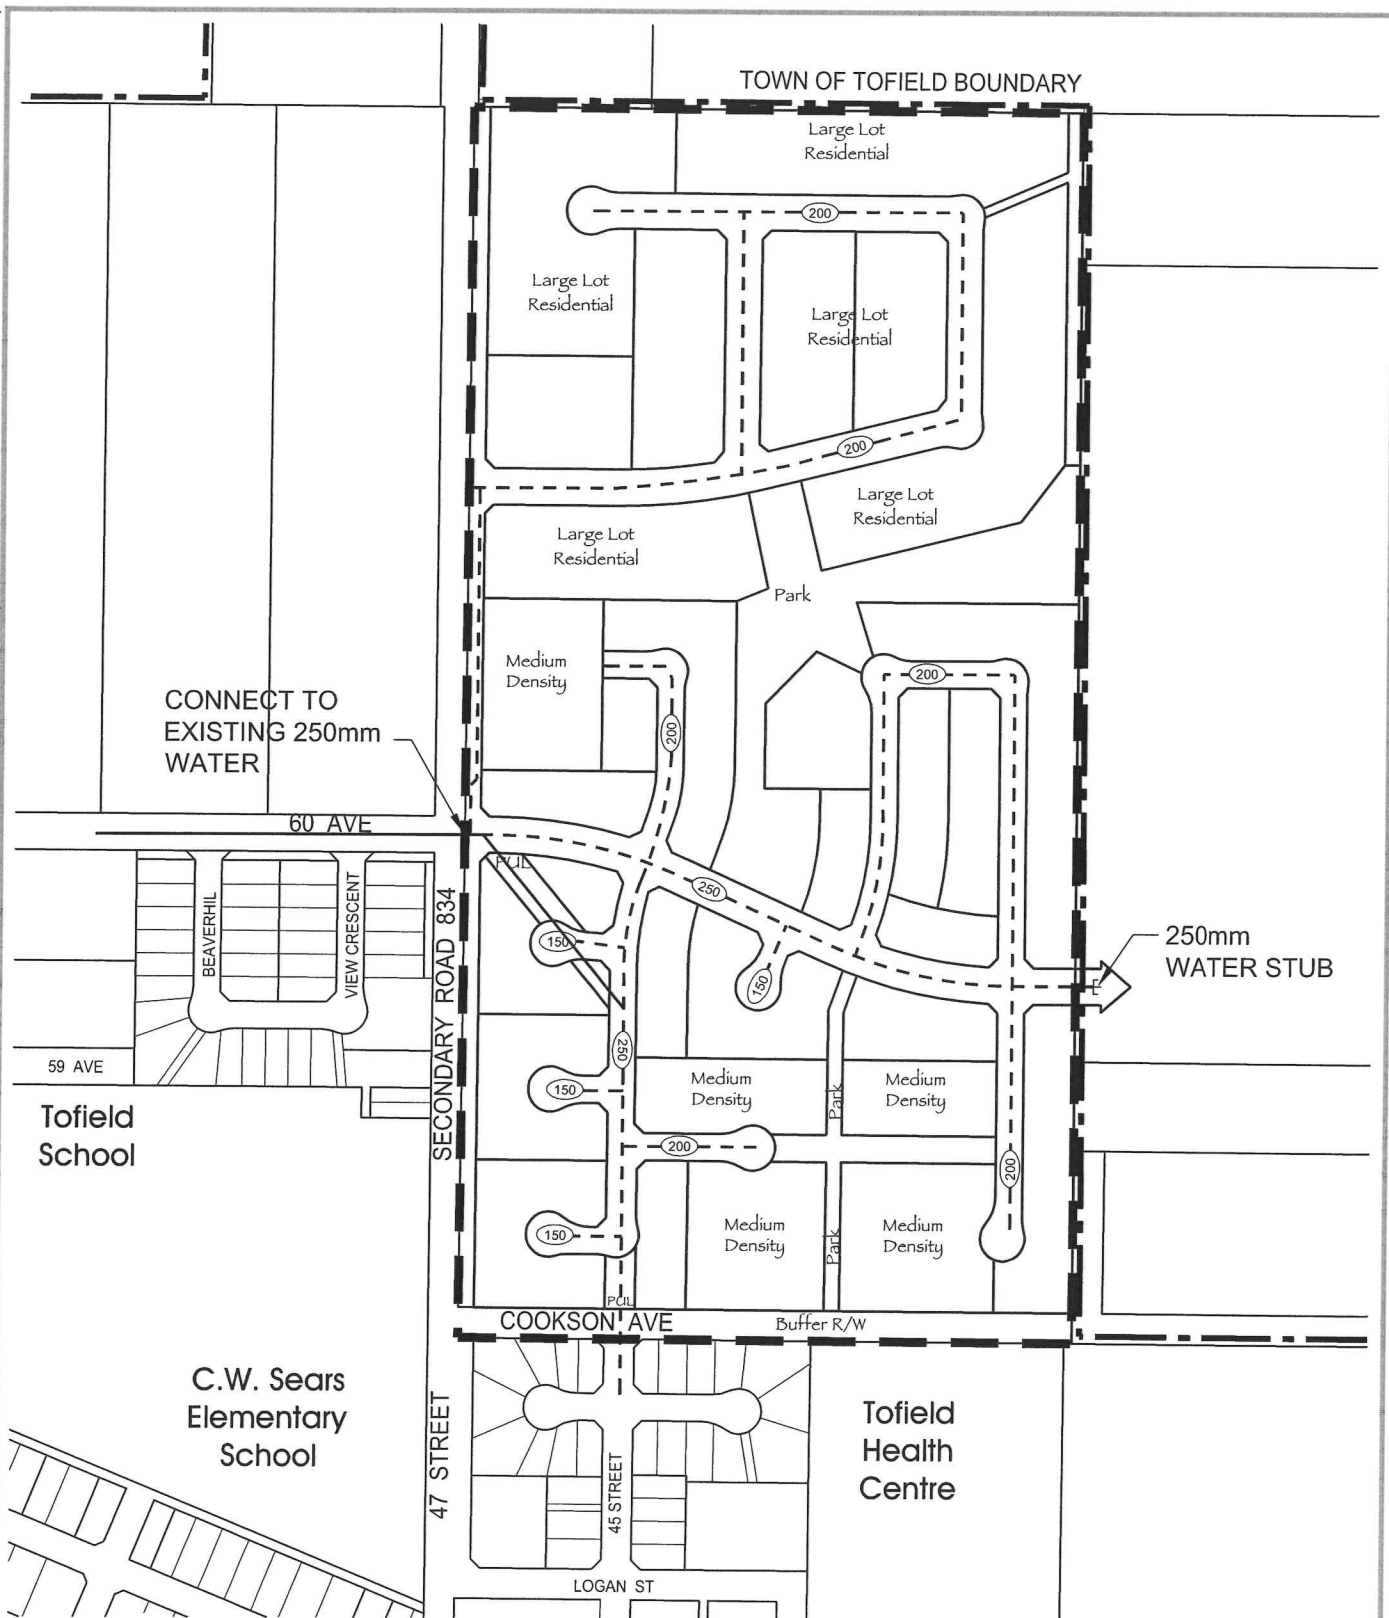 TOWN OF TOFIELD BOUNDARY
Large Lot
Residential
200
Large Lot
Residential
Large Lot
Residential
200
Large Lot
Residential
Large Lot
Residential
Park
Medium
Density
200
200
CONNECT TO
EXISTING 250mm
WATER
60 AVE
PUL
250
BEAVERHIL
VIEW CRESCENT
SECONDARY ROAD 834
150
150
250mm
WATER STUB
E
250
59 AVE
Tofield
School
150
Medium
Density
Medium
Density
Park
200
200
150
Medium
Density
Park
Medium
Density
PUL
COOKSON AVE
Buffer R/W
C.W. Sears
Elementary
School
47 STREET
45 STREET
Tofield
Health
Centre
LOGAN ST